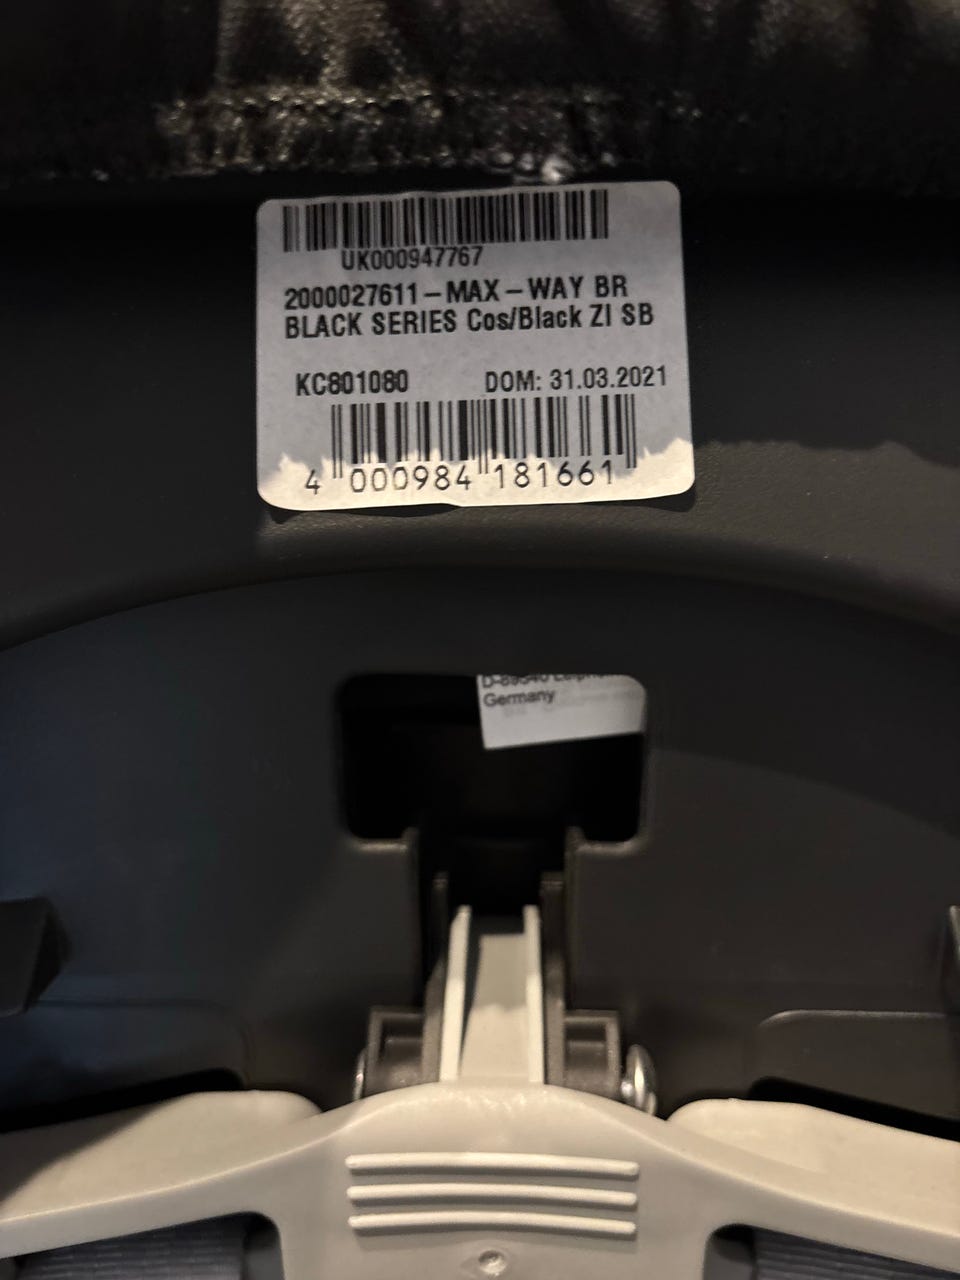 UK000947767
2000027611-MAX-WAY BR
BLACK SERIES Cos/Black ZI SB
KC801080 DOM: 31.03.2021
4 000984 181661
Germany